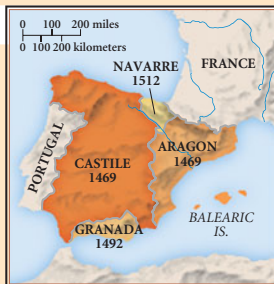 0 100 200 miles
0 100 200 kilometers
NAVARRE
1512
FRANCE
PORTUGAL
CASTILE
1469
ARAGON
1469
GRANADA
1492
BALEARIC
IS.